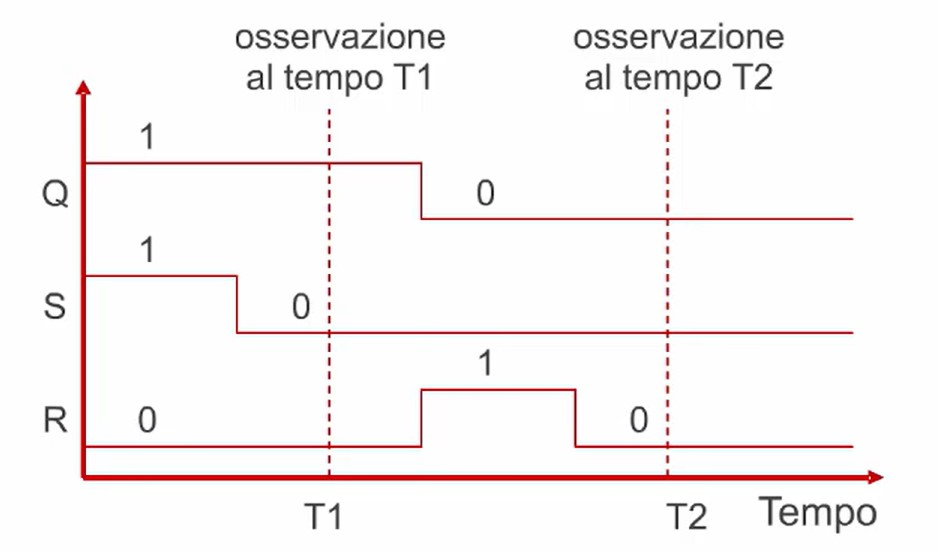 osservazione
al tempo T1
osservazione
al tempo T2
1
Q
0
1
S
0
1
R
0
0
T1
T2
Tempo